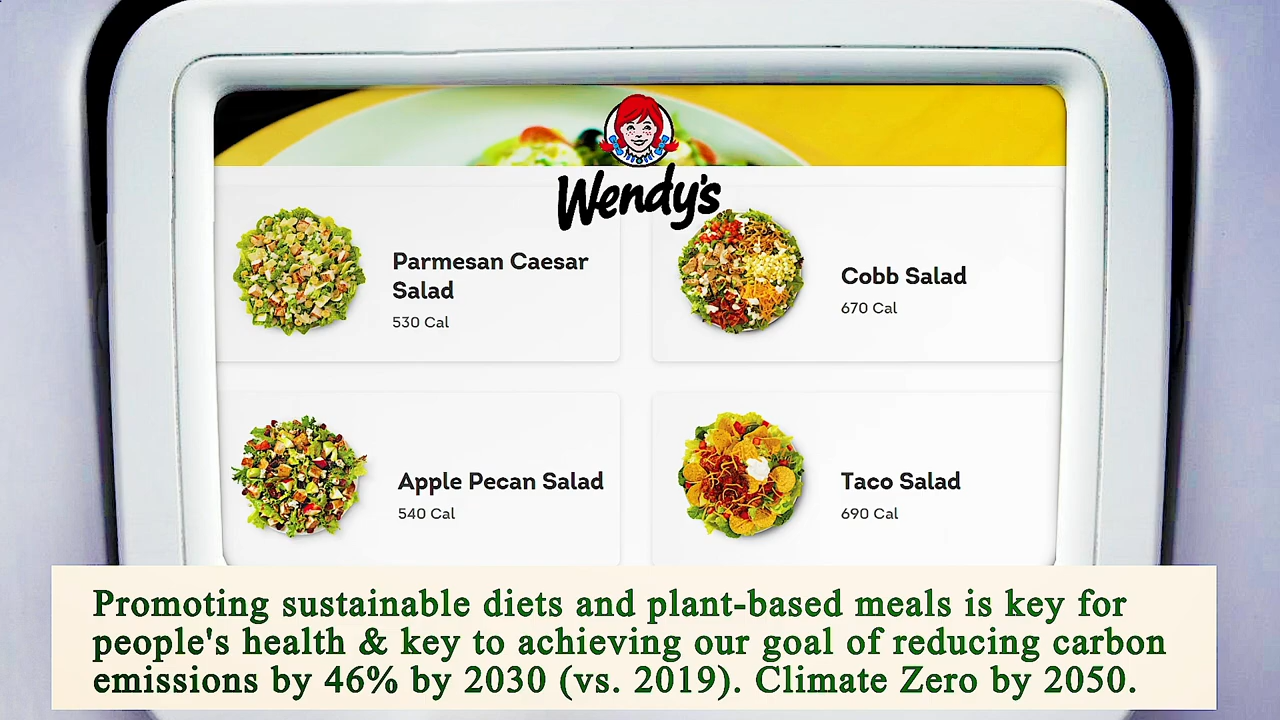 Wendy's
Parmesan Caesar
Salad
530 Cal
Cobb Salad
670 Cal
Apple Pecan Salad
540 Cal
Taco Salad
690 Cal
Promoting sustainable diets and plant-based meals is key for
people's health & key to achieving our goal of reducing carbon
emissions by 46% by 2030 (vs. 2019). Climate Zero by 2050.